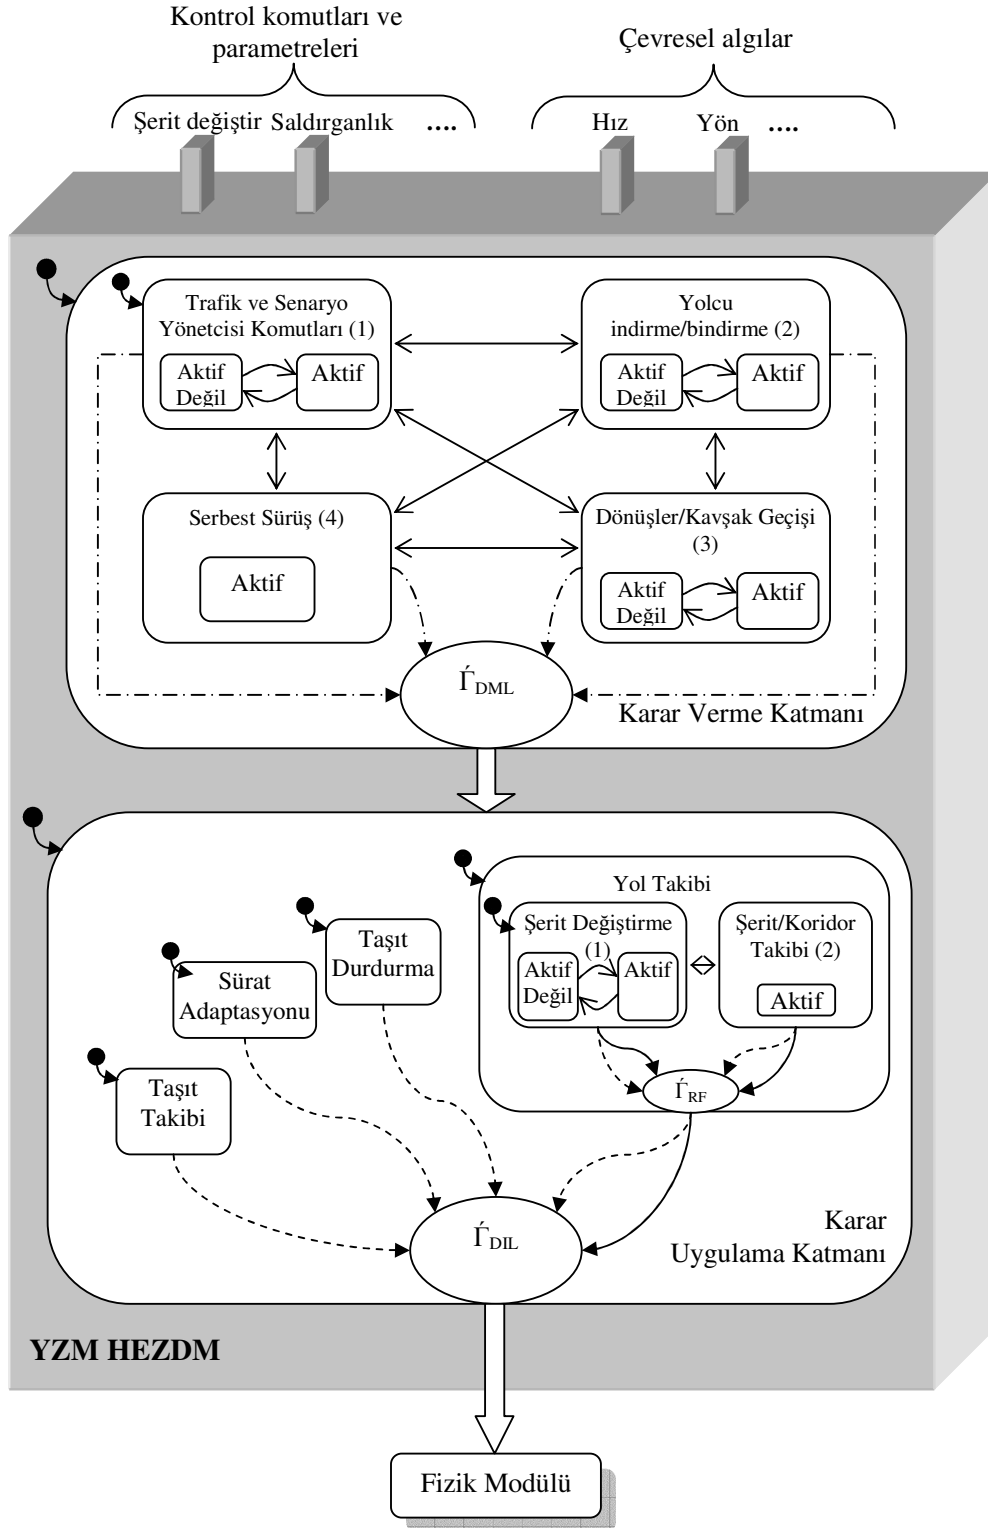 Kontrol komutları ve
parametreleri
Çevresel algılar
Şerit değiştir Saldırganlık ....
Hız Yön ....
Trafik ve Senaryo
Yönetcisi Komutları (1)
Aktif
Değil
Aktif
Yolcu
indirme/bindirme (2)
Aktif
Değil
Aktif
Serbest Sürüş (4)
Aktif
Dönüşler/Kavşak Geçişi
(3)
Aktif
Değil
Aktif
Γ́DML
Karar Verme Katmanı
Yol Takibi
Şerit Değiştirme
(1)
Aktif
Değil
Aktif
Şerit/Koridor
Takibi (2)
Aktif
Γ́RF
Taşıt
Durdurma
Sürat
Adaptasyonu
Taşıt
Takibi
Γ́DIL
Karar
Uygulama Katmanı
YZM HEZDM
Fizik Modülü